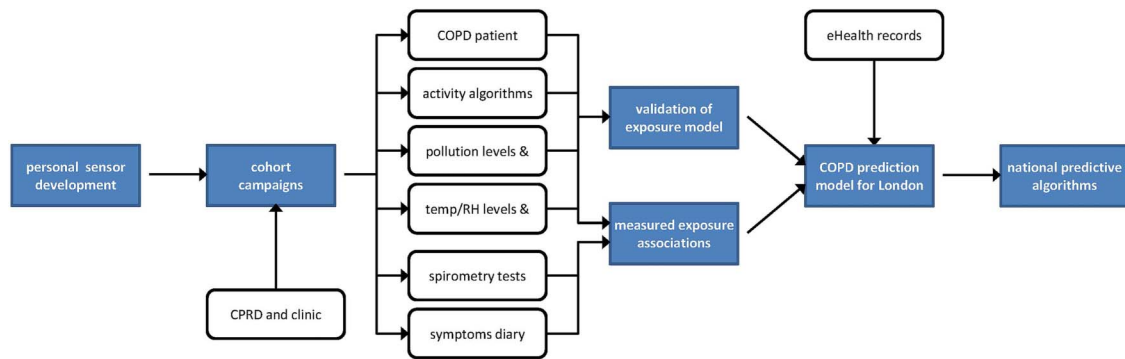 personal sensor
development
cohort
campaigns
CPRD and clinic
COPD patient
activity algorithms
pollution levels &
temp/RH levels &
spirometry tests
symptoms diary
validation of
exposure model
measured exposure
associations
eHealth records
COPD prediction
model for London
national predictive
algorithms